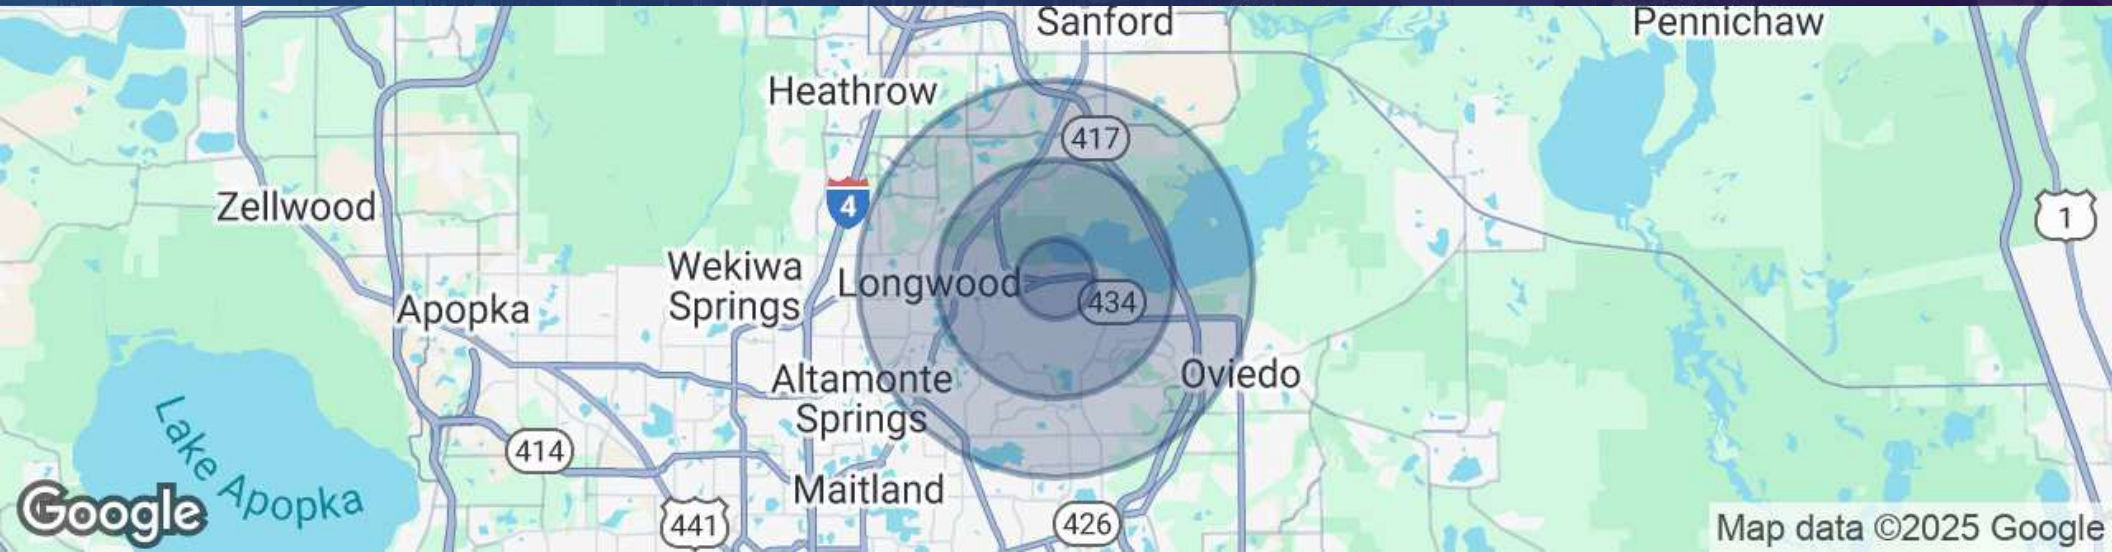 Sanford
Pennichaw
Heathrow
417
Zellwood
4
1
Wekiwa
Springs
Longwood
434
Apopka
Altamonte
Springs
Oviedo
Lake Apopka
414
Maitland
441
426
Google
Map data ©2025 Google